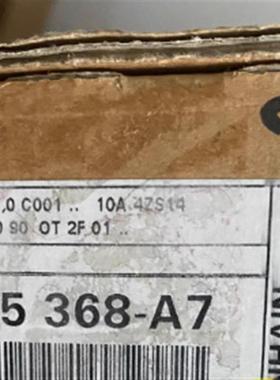 ,0 C001 .. 10A 4ZS14
0 90 OT 2F 01 ..
5 368-A7